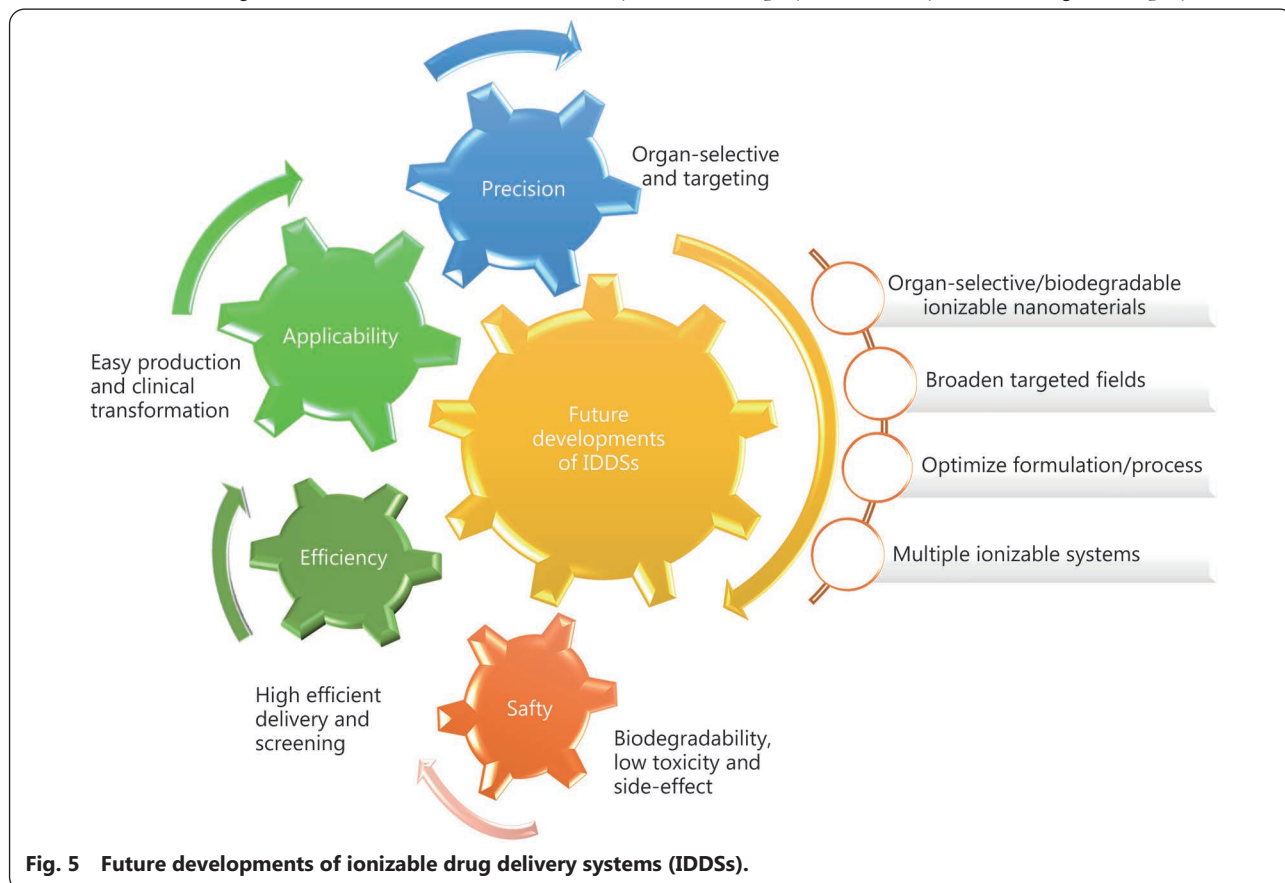 Precision
Organ-selective
and targeting
Applicability
Easy production
and clinical
transformation
Future
developments
of IDDSs
Organ-selective/biodegradable
ionizable nanomaterials
Broaden targeted fields
Optimize formulation/process
Multiple ionizable systems
Efficiency
High efficient
delivery and
screening
Safty
Biodegradability,
low toxicity and
side-effect
Fig. 5 Future developments of ionizable drug delivery systems (IDDSs).